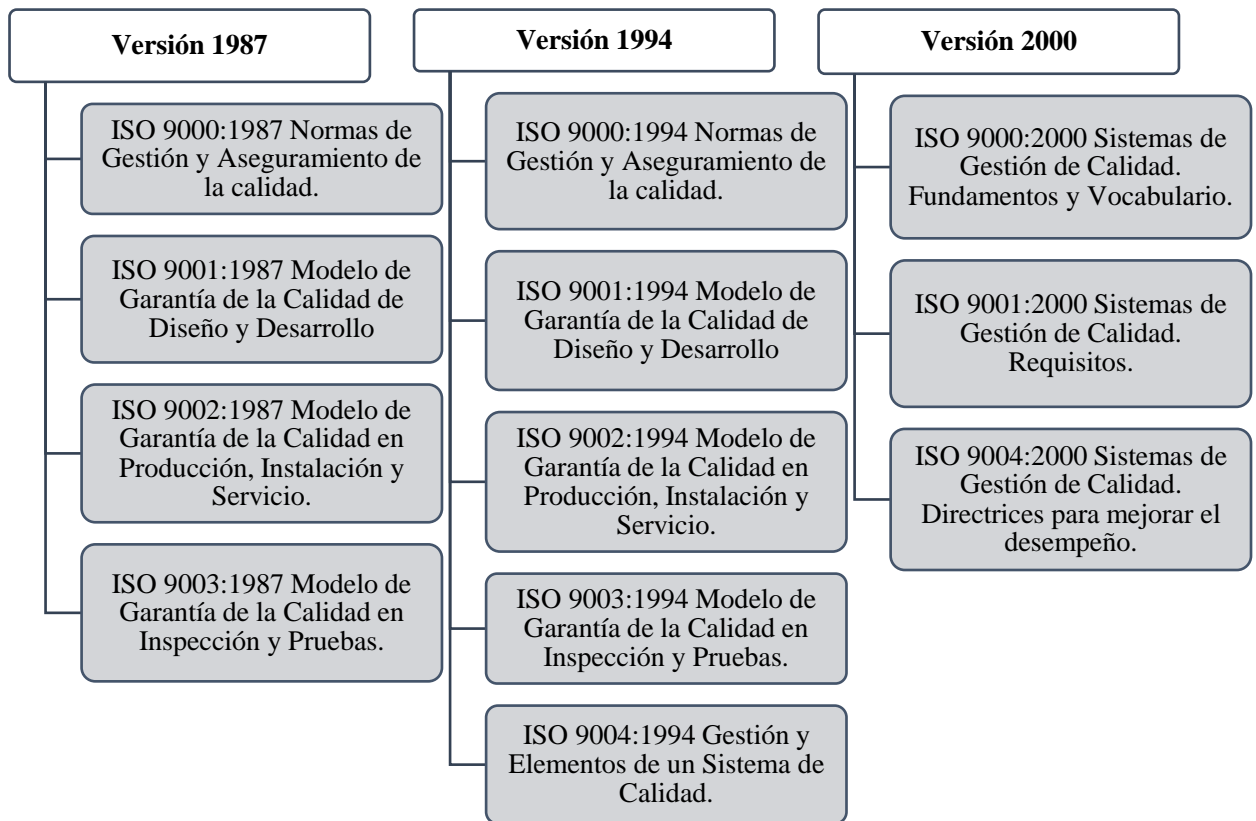 Versión 1987
ISO 9000:1987 Normas de
Gestión y Aseguramiento de
la calidad.
ISO 9001:1987 Modelo de
Garantía de la Calidad de
Diseño y Desarrollo
ISO 9002:1987 Modelo de
Garantía de la Calidad en
Producción, Instalación y
Servicio.
ISO 9003:1987 Modelo de
Garantía de la Calidad en
Inspección y Pruebas.
Versión 1994
ISO 9000:1994 Normas de
Gestión y Aseguramiento de
la calidad.
ISO 9001:1994 Modelo de
Garantía de la Calidad de
Diseño y Desarrollo
ISO 9002:1994 Modelo de
Garantía de la Calidad en
Producción, Instalación y
Servicio.
ISO 9003:1994 Modelo de
Garantía de la Calidad en
Inspección y Pruebas.
ISO 9004:1994 Gestión y
Elementos de un Sistema de
Calidad.
Versión 2000
ISO 9000:2000 Sistemas de
Gestión de Calidad.
Fundamentos y Vocabulario.
ISO 9001:2000 Sistemas de
Gestión de Calidad.
Requisitos.
ISO 9004:2000 Sistemas de
Gestión de Calidad.
Directrices para mejorar el
desempeño.